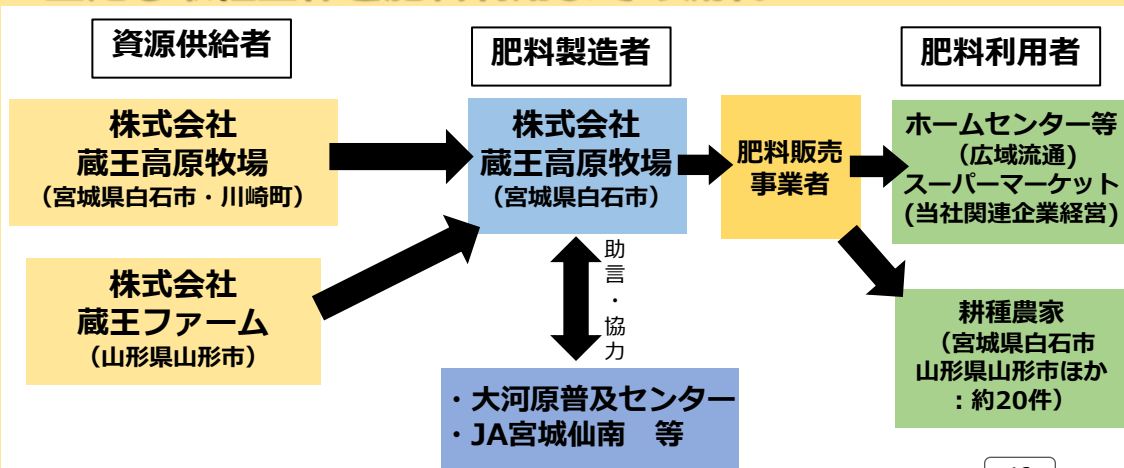 資源供給者
肥料製造者
肥料利用者
株式会社
蔵王高原牧場
（宮城県白石市・川崎町）
株式会社
蔵王ファーム
（山形県山形市）
株式会社
蔵王高原牧場
（宮城県白石市）
助言・協力
・大河原普及センター
・JA宮城仙南　等
肥料販売
事業者
ホームセンター等
（広域流通)
スーパーマーケット
(当社関連企業経営)
耕種農家
（宮城県白石市
山形県山形市ほか
：約20件）